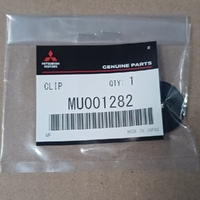 MITSUBISHI
MOTORS
GENUINE PARTS
CLIP
QTY: 1
MU001282
MADE IN JAPAN